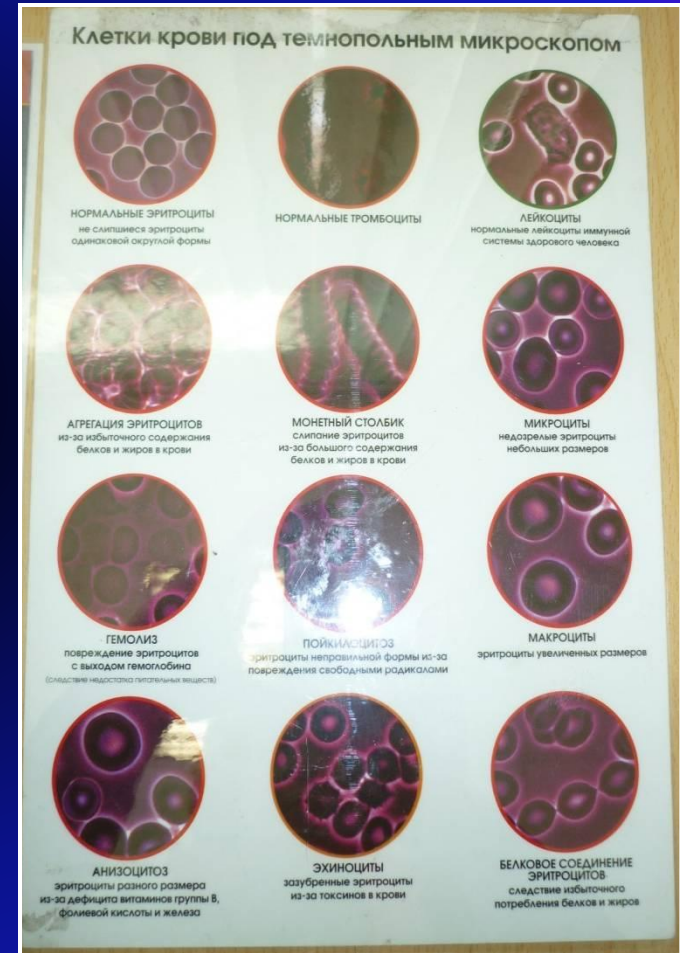 Клетки крови под темнопольным микроскопом
НОРМАЛЬНЫЕ ЭРИТРОЦИТЫ
не слипшиеся эритроциты
одинаковой округлой формы
НОРМАЛЬНЫЕ ТРОМБОЦИТЫ
ЛЕЙКОЦИТЫ
нормальные лейкоциты иммунной
системы здорового человека
АГРЕГАЦИЯ ЭРИТРОЦИТОВ
из-за избыточного содержания
белков и жиров в крови
МОНЕТНЫЙ СТОЛБИК
слипание эритроцитов
из-за большого содержания
белков и жиров в крови
МИКРОЦИТЫ
недозрелые эритроциты
небольших размеров
ГЕМОЛИЗ
повреждение эритроцитов
с выходом гемоглобина
(следствие недостатка питательных веществ)
ПОЙКИЛОЦИТОЗ
эритроциты неправильной формы из-за
повреждения свободными радикалами
МАКРОЦИТЫ
эритроциты увеличенных размеров
АНИЗОЦИТОЗ
эритроциты разного размера
из-за дефицита витаминов группы В,
фолиевой кислоты и железа
ЭХИНОЦИТЫ
зазубренные эритроциты
из-за токсинов в крови
БЕЛКОВОЕ СОЕДИНЕНИЕ
ЭРИТРОЦИТОВ
следствие избыточного
потребления белков и жиров